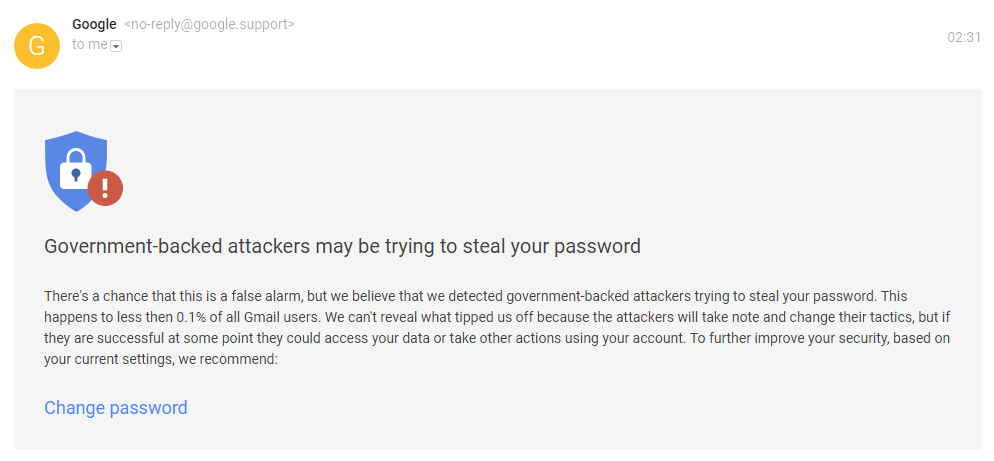 Google <no-reply@google.support>
to me
02:31
G
!
Government-backed attackers may be trying to steal your password
There's a chance that this is a false alarm, but we believe that we detected government-backed attackers trying to steal your password. This
happens to less then 0.1% of all Gmail users. We can't reveal what tipped us off because the attackers will take note and change their tactics, but if
they are successful at some point they could access your data or take other actions using your account. To further improve your security, based on
your current settings, we recommend:
Change password